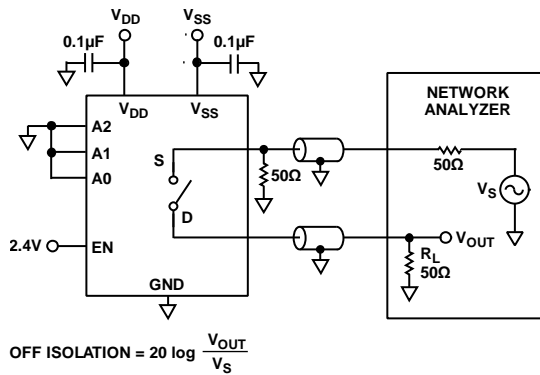 VDD
VSS
0.1µF
0.1µF
VDD
VSS
NETWORK
ANALYZER
A2
A1
A0
S
50Ω
50Ω
VS
D
2.4V
EN
VOUT
RL
50Ω
GND
OFF ISOLATION = 20 log VOUT
VS